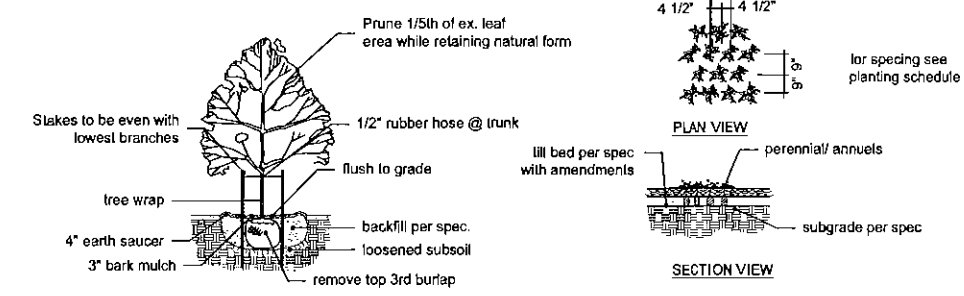 Prune 1/5th of ex. leaf
erea while retaining natural form
Stakes to be even with
lowest branches
1/2" rubber hose @ trunk
flush to grade
tree wrap
backfill per spec.
4" earth saucer
loosened subsoil
3" bark mulch
remove top 3rd burlap
4 1/2" 4 1/2"
9" 9"
for specing see
planting schedule
PLAN VIEW
till bed per spec
with amendments
perennial/ annuels
subgrade per spec
SECTION VIEW